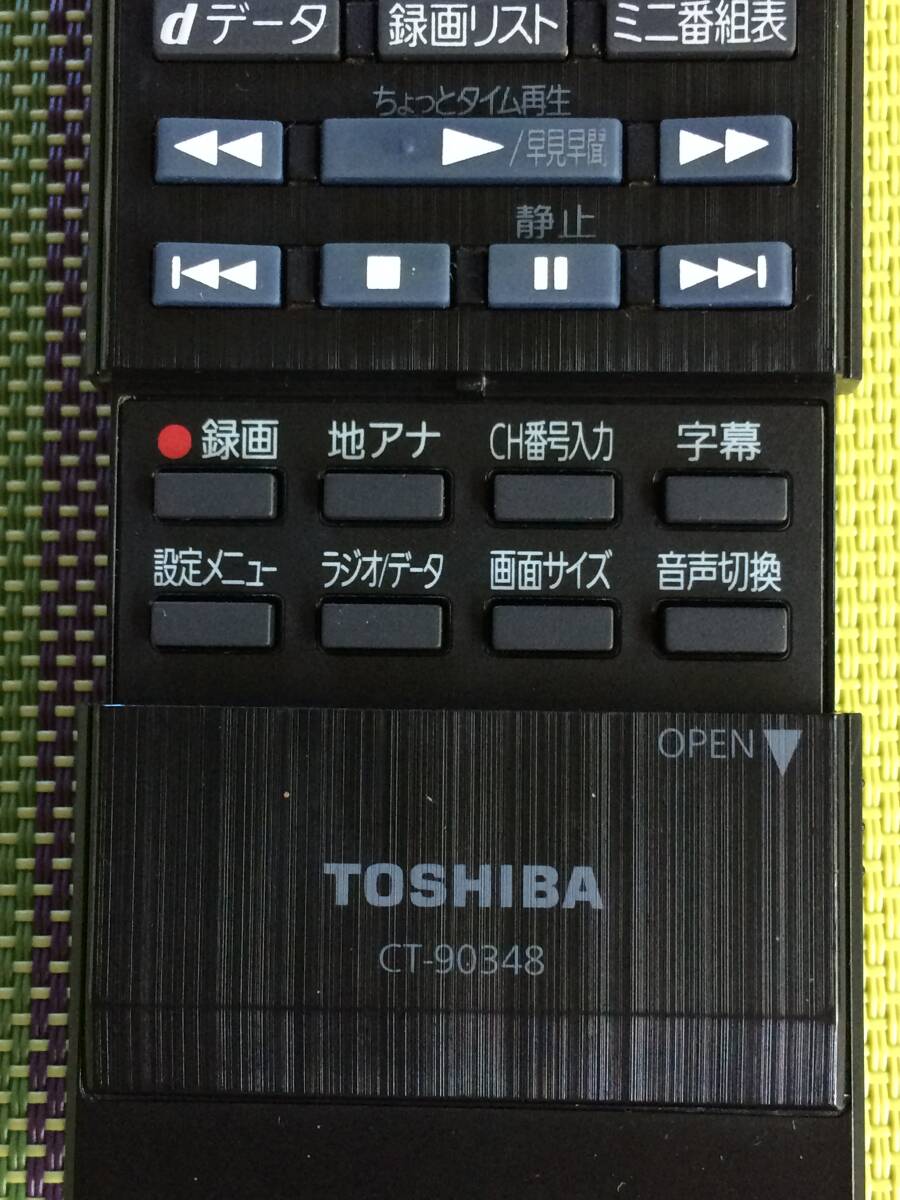 dデータ 録画リスト ミニ番組表
ちょっとタイム再生
/早見早聞
静止
録画 地アナ CH番号入力 字幕
設定メニュー ラジオ/データ 画面サイズ 音声切換
OPEN
TOSHIBA
CT-90348